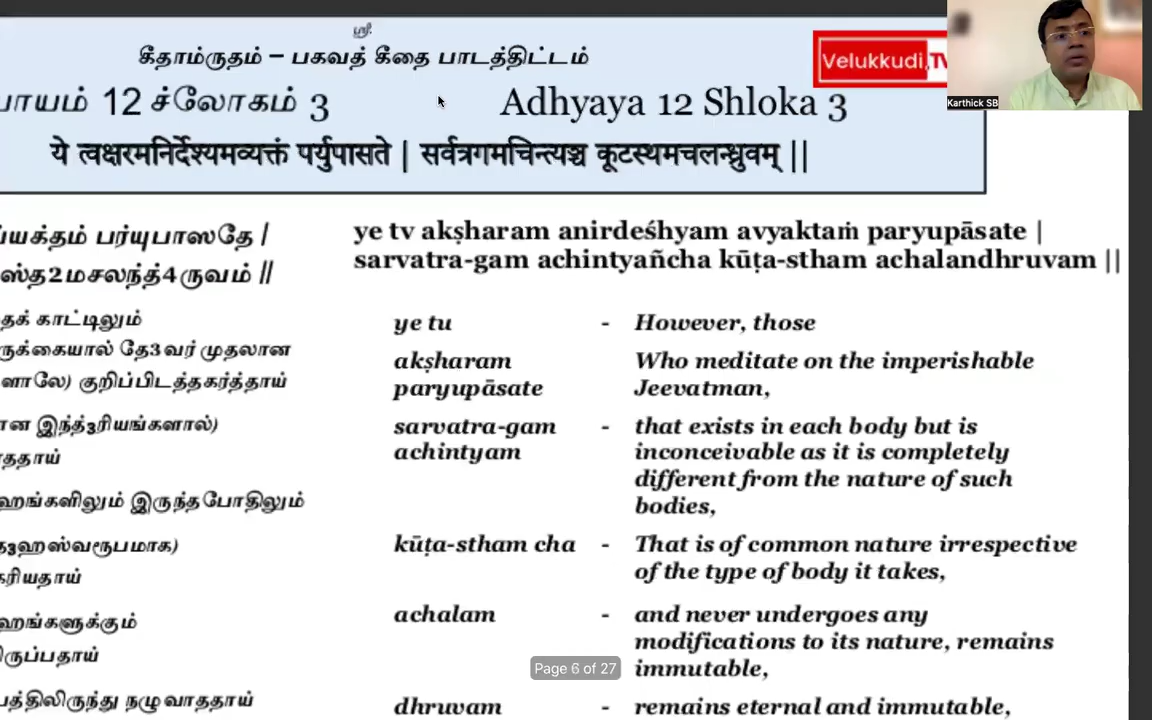 ஸ்ரீ:
கீதாம்ருதம் – பகவத் கீதை பாடத்திட்டம்
Velukkudi.TV
Karthick SB
பாயம் 12 ச்லோகம் 3
Adhyaya 12 Shloka 3
ये त्वक्षरमनिर्देश्यमव्यक्तं पर्युपासते | सर्वत्रगमचिन्त्यञ्च कूटस्थमचलन्ध्रुवम् ||
்யக்தம் பர்யுபாஸதே |
ஸ்த2மசலந்த்4ருவம் ||
ye tv akṣharam anirdeśhyam avyaktaṁ paryupāsate |
sarvatra-gam achintyañcha kūṭa-stham achalandhruvam ||
தக் காட்டிலும்
ருக்கையால் தே3வர் முதலான
ளாலே) குறிப்பிடத்தகர்த்தாய்
ான இந்த்3ரியங்களால்)
ாததாய்
ஹங்களிலும் இருந்தபோதிலும்
த3ஹஸ்வரூபமாக)
கரியதாய்
ஹங்களுக்கும்
ிருப்பதாய்
பத்திலிருந்து நழுவாததாய்
ye tu - However, those
akṣharam paryupāsate Who meditate on the imperishable
Jeevatman,
sarvatra-gam achintyam - that exists in each body but is
inconceivable as it is completely
different from the nature of such
bodies,
kūṭa-stham cha - That is of common nature irrespective
of the type of body it takes,
achalam - and never undergoes any
modifications to its nature, remains
immutable,
dhruvam - remains eternal and immutable,
Page 6 of 27